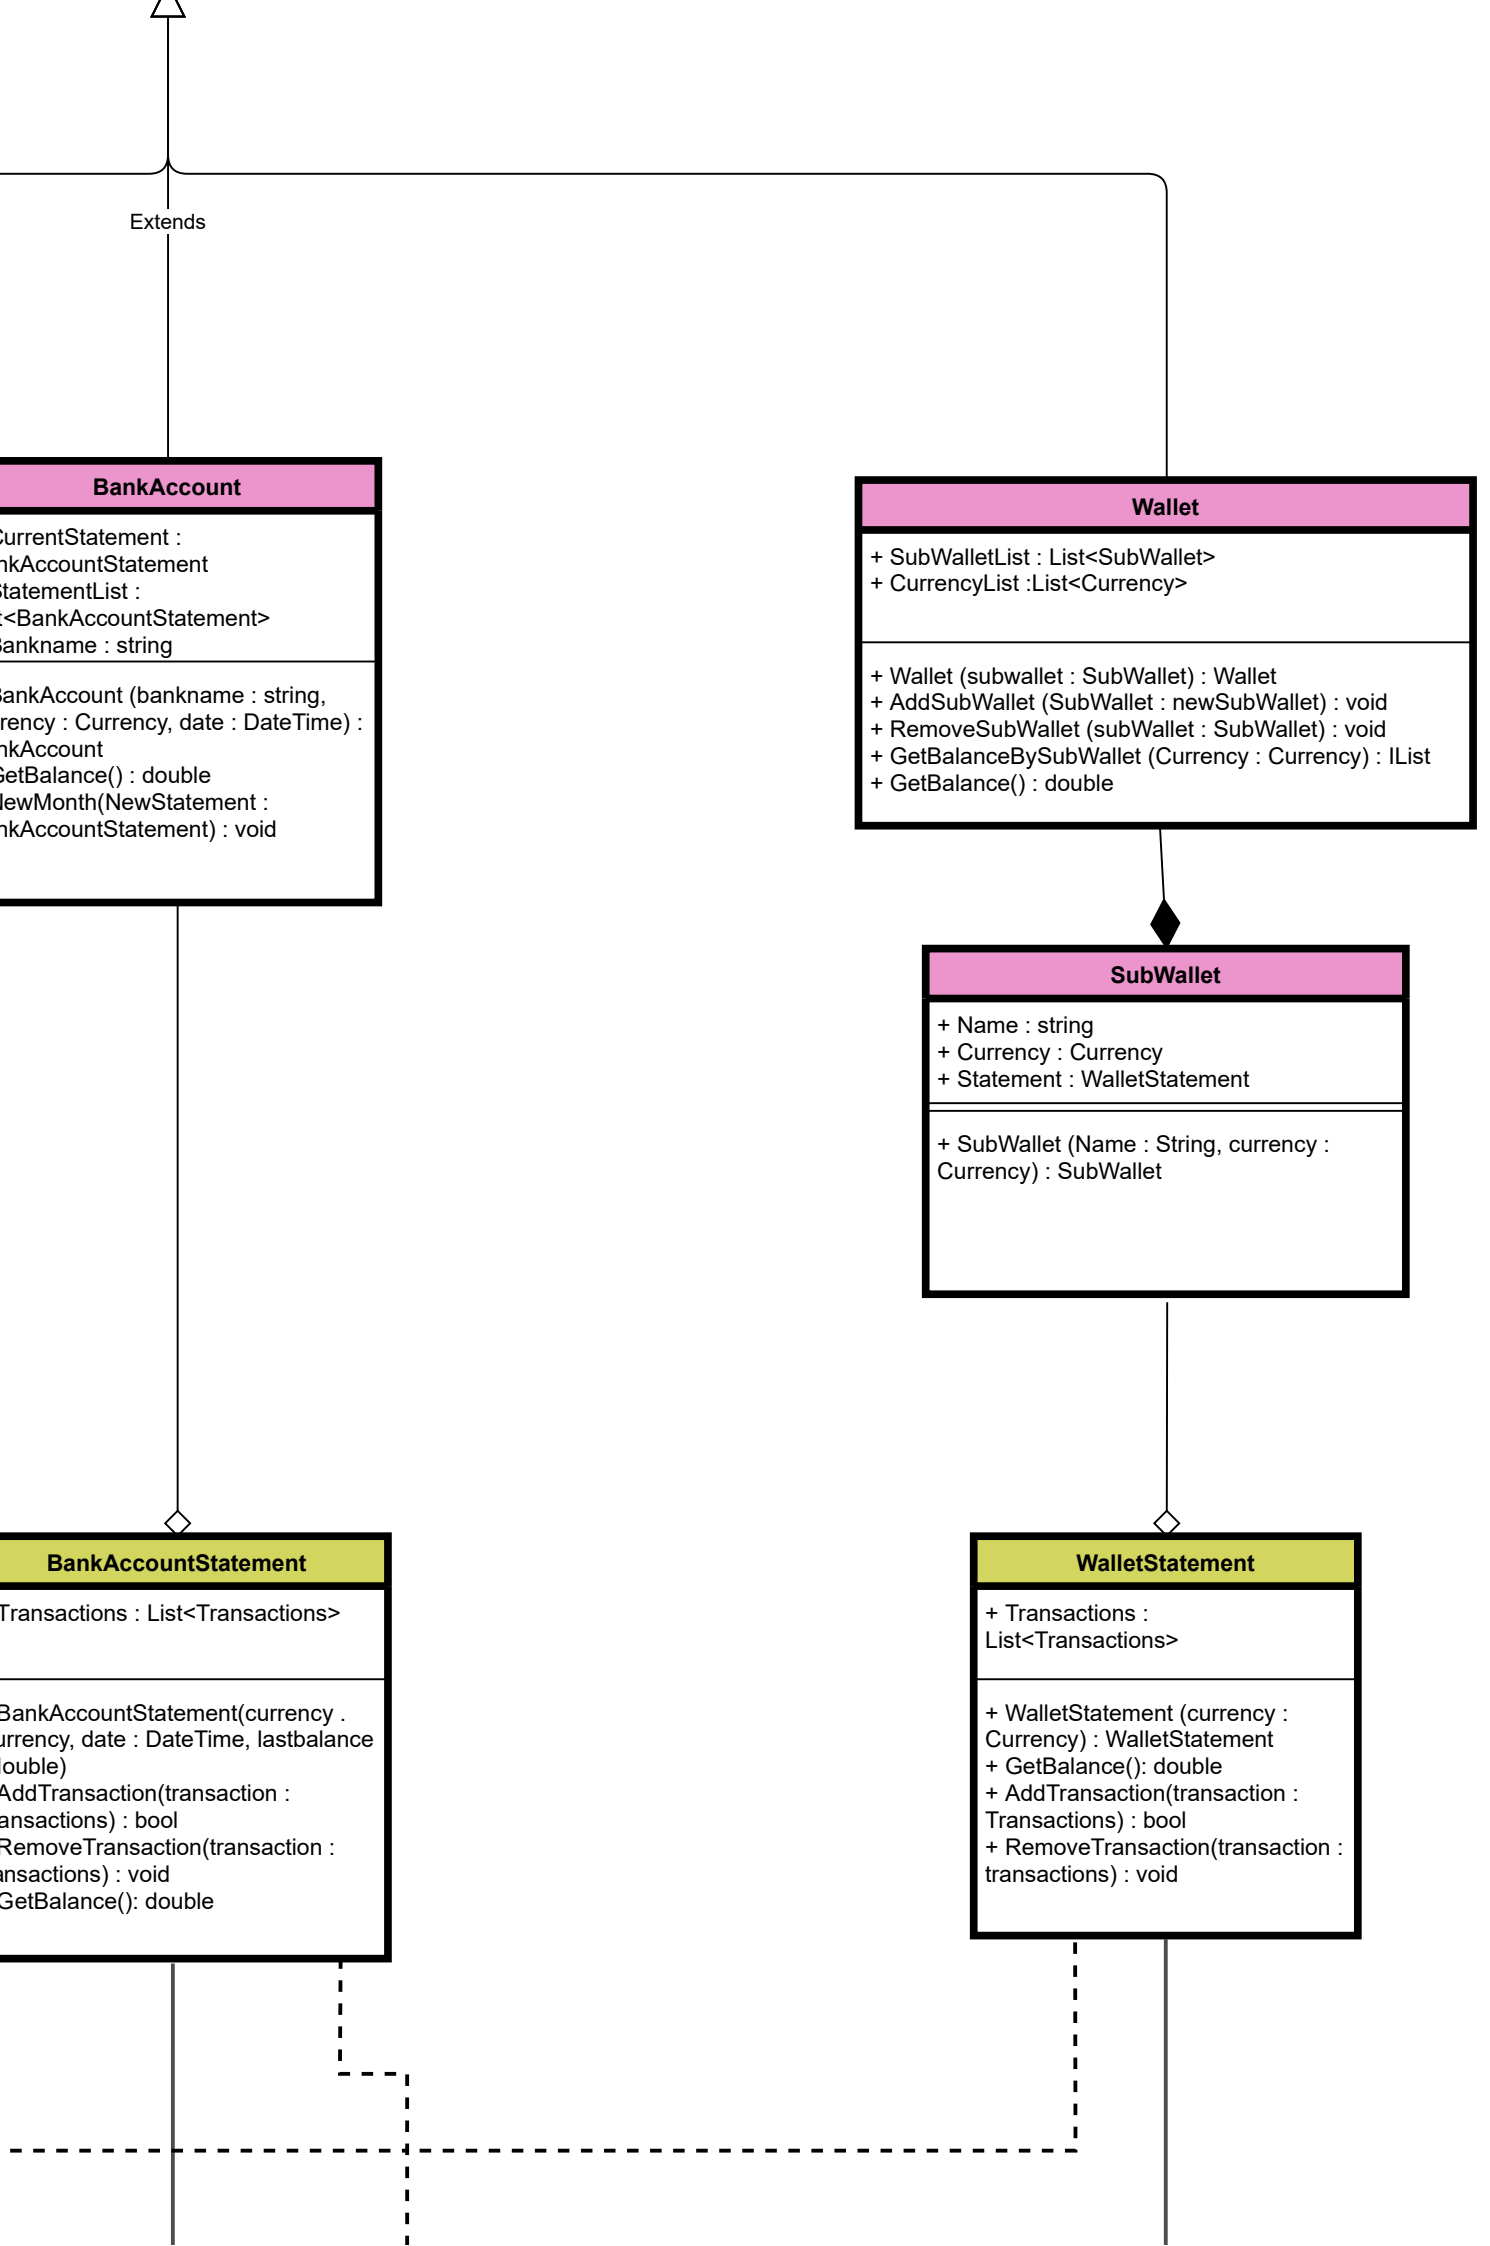 Extends
BankAccount
CurrentStatement :
nkAccountStatement
StatementList :
t<BankAccountStatement>
Bankname : string
BankAccount (bankname : string,
rency : Currency, date : DateTime) :
nkAccount
GetBalance() : double
NewMonth(NewStatement :
nkAccountStatement) : void
Wallet
+ SubWalletList : List<SubWallet>
+ CurrencyList :List<Currency>
+ Wallet (subwallet : SubWallet) : Wallet
+ AddSubWallet (SubWallet : newSubWallet) : void
+ RemoveSubWallet (subWallet : SubWallet) : void
+ GetBalanceBySubWallet (Currency : Currency) : IList
+ GetBalance() : double
SubWallet
+ Name : string
+ Currency : Currency
+ Statement : WalletStatement
+ SubWallet (Name : String, currency :
Currency) : SubWallet
BankAccountStatement
Transactions : List<Transactions>
BankAccountStatement(currency .
urrency, date : DateTime, lastbalance
double)
AddTransaction(transaction :
ansactions) : bool
RemoveTransaction(transaction :
ansactions) : void
GetBalance(): double
WalletStatement
+ Transactions :
List<Transactions>
+ WalletStatement (currency :
Currency) : WalletStatement
+ GetBalance(): double
+ AddTransaction(transaction :
Transactions) : bool
+ RemoveTransaction(transaction :
transactions) : void